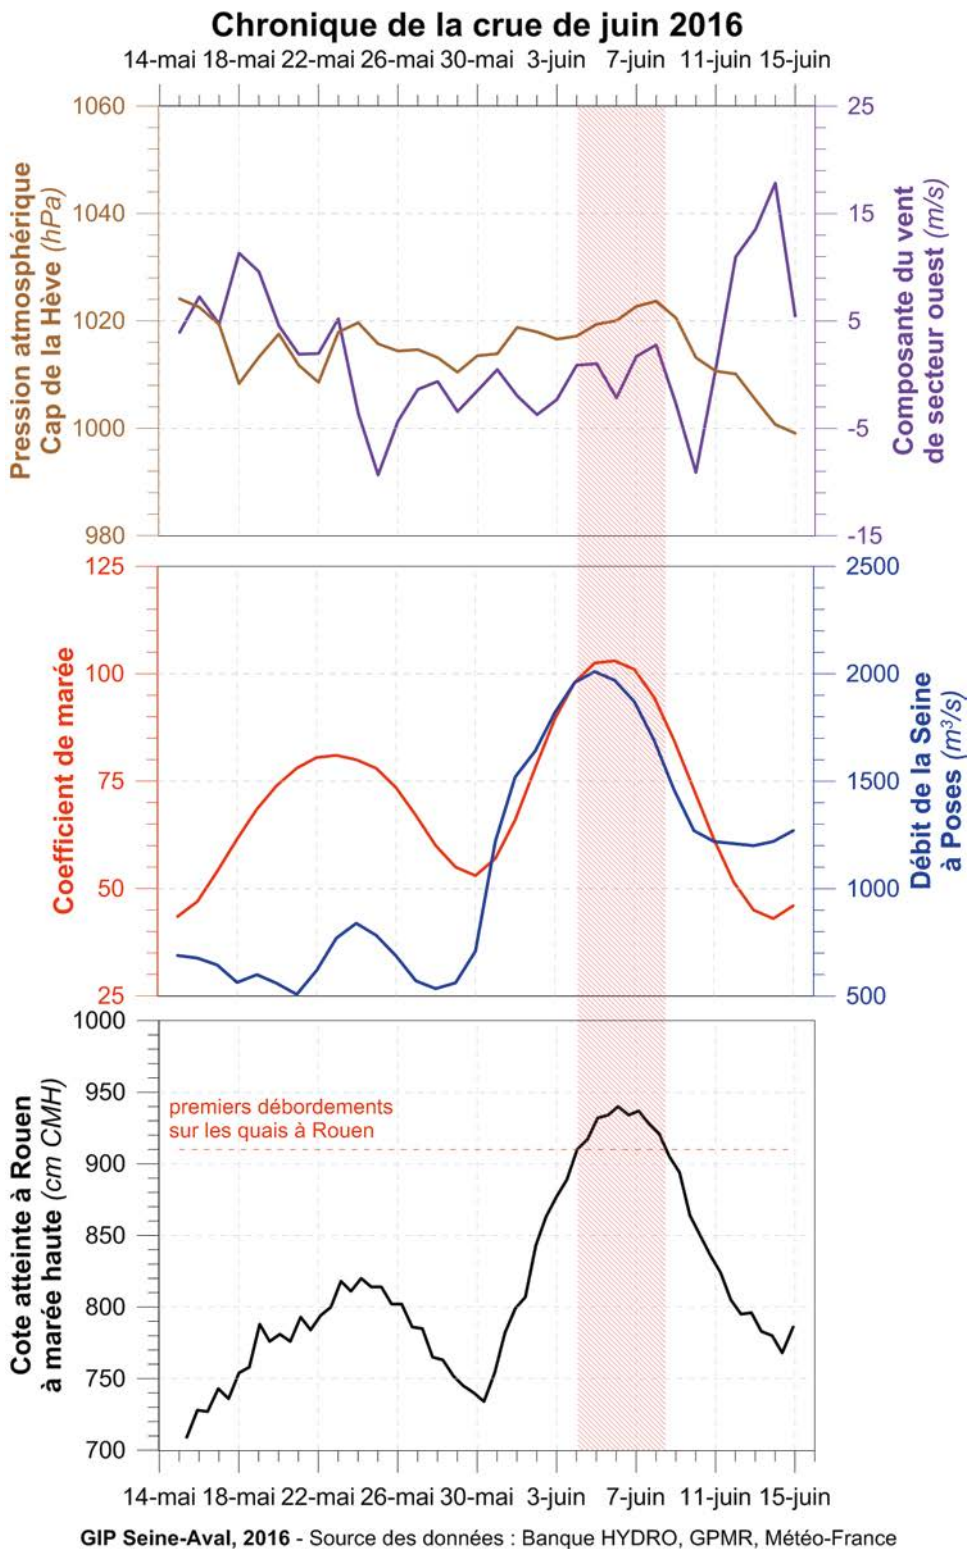 Chronique de la crue de juin 2016
14-mai 18-mai 22-mai 26-mai 30-mai 3-juin 7-juin 11-juin 15-juin
Pression atmosphérique
Cap de la Hève (hPa)
1060
1040
1020
1000
980
25
15
5
-5
-15
Composante du vent
de secteur ouest (m/s)
Coefficient de marée
125
100
75
50
25
2500
2000
1500
1000
500
Débit de la Seine
à Poses (m³/s)
Cote atteinte à Rouen
à marée haute (cm CMH)
1000
950
900
850
800
750
700
premiers débordements
sur les quais à Rouen
14-mai 18-mai 22-mai 26-mai 30-mai 3-juin 7-juin 11-juin 15-juin
GIP Seine-Aval, 2016 - Source des données : Banque HYDRO, GPMR, Météo-France